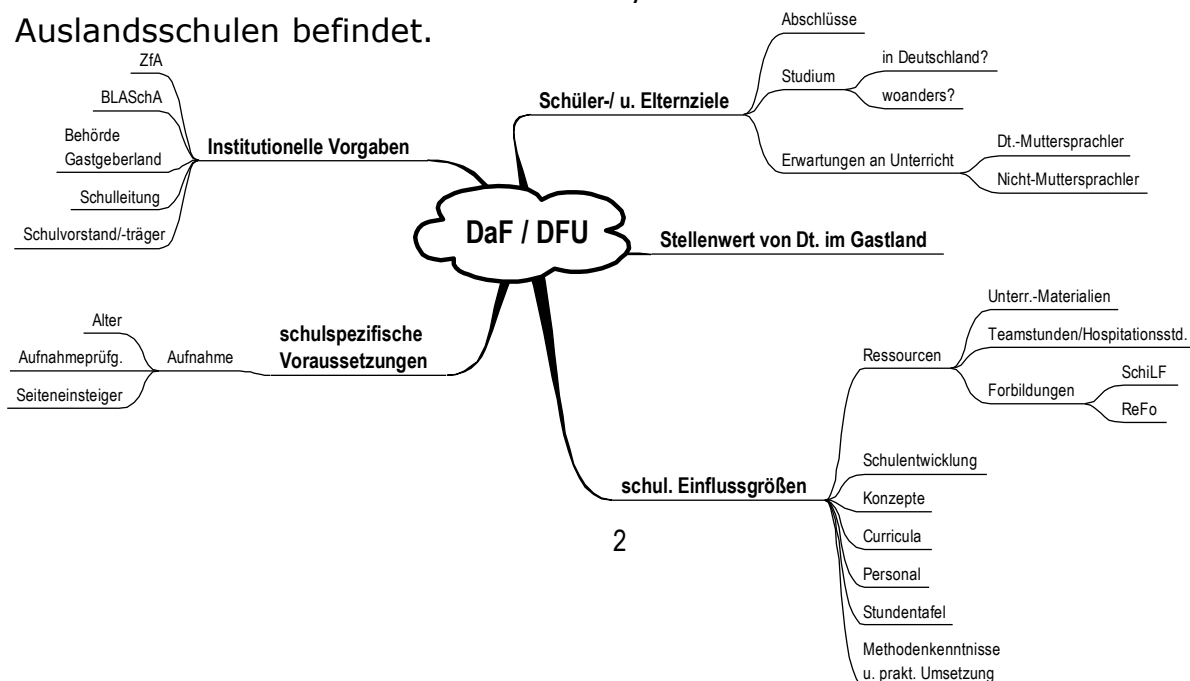 Auslandsschulen befindet.
ZfA
BLASchA
Behörde
Gastgeberland
Schulleitung
Schulvorstand/-träger
Institutionelle Vorgaben
Schüler-/ u. Elternziele
Abschlüsse
Studium
in Deutschland?
woanders?
Erwartungen an Unterricht
Dt.-Muttersprachler
Nicht-Muttersprachler
DaF / DFU
Stellenwert von Dt. im Gastland
Alter
Aufnahmeprüfg.
Seiteneinsteiger
Aufnahme
schulspezifische
Voraussetzungen
schul. Einflussgrößen
Ressourcen
Unterr.-Materialien
Teamstunden/Hospitationsstd.
Forbildungen
SchiLF
ReFo
Schulentwicklung
Konzepte
Curricula
Personal
Stundentafel
Methodenkenntnisse
u. prakt. Umsetzung
2